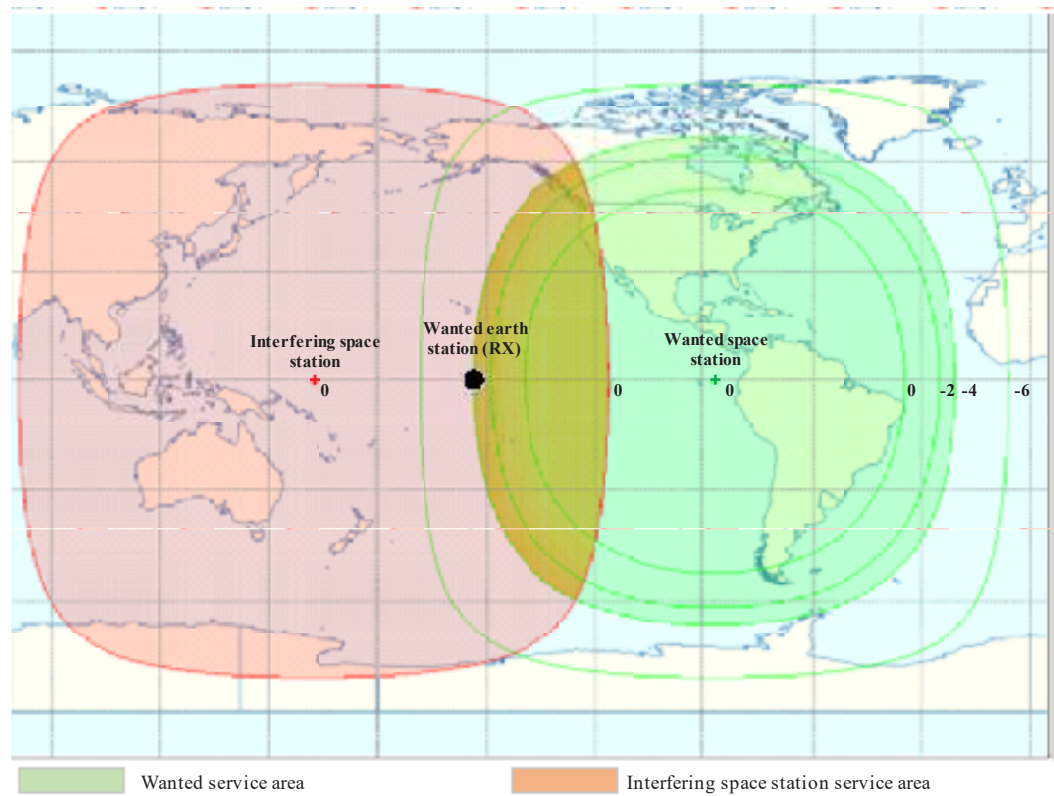 Interfering space
station
0
Wanted earth
station (RX)
0
Wanted space
station
0
0
-2
-4
-6
Wanted service area
Interfering space station service area